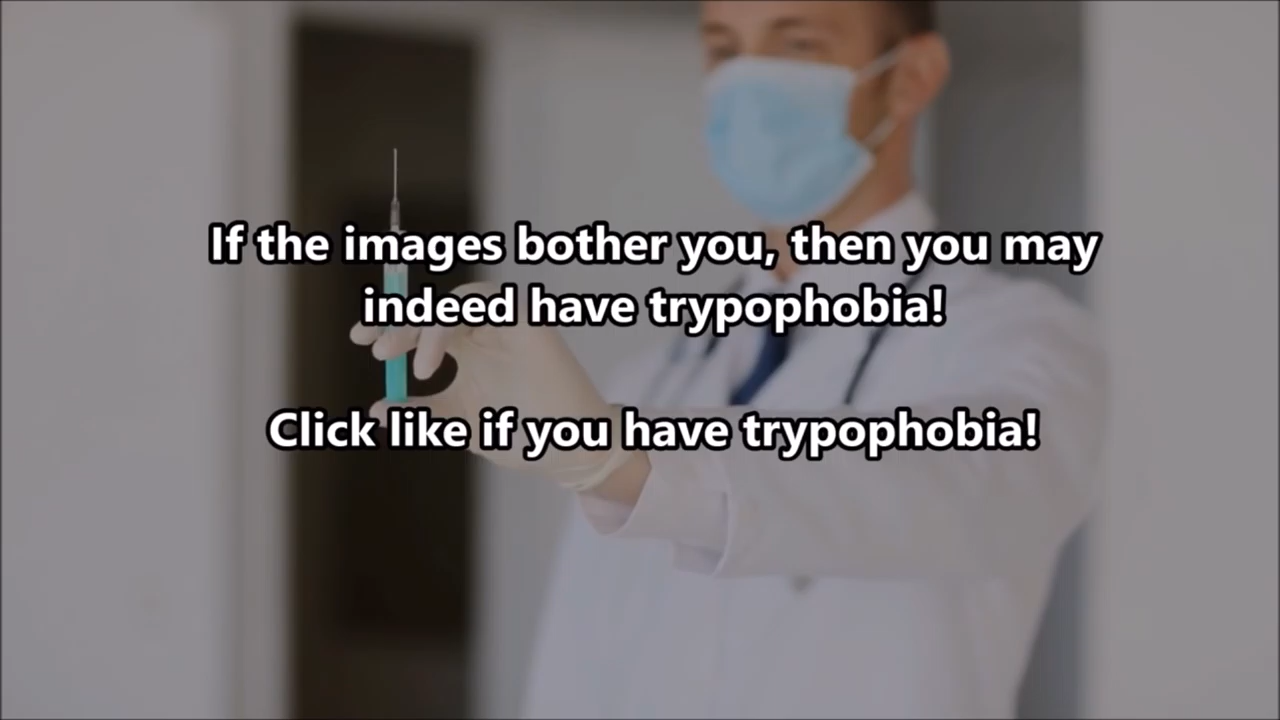 If the images bother you, then you may
indeed have trypophobia!
Click like if you have trypophobia!